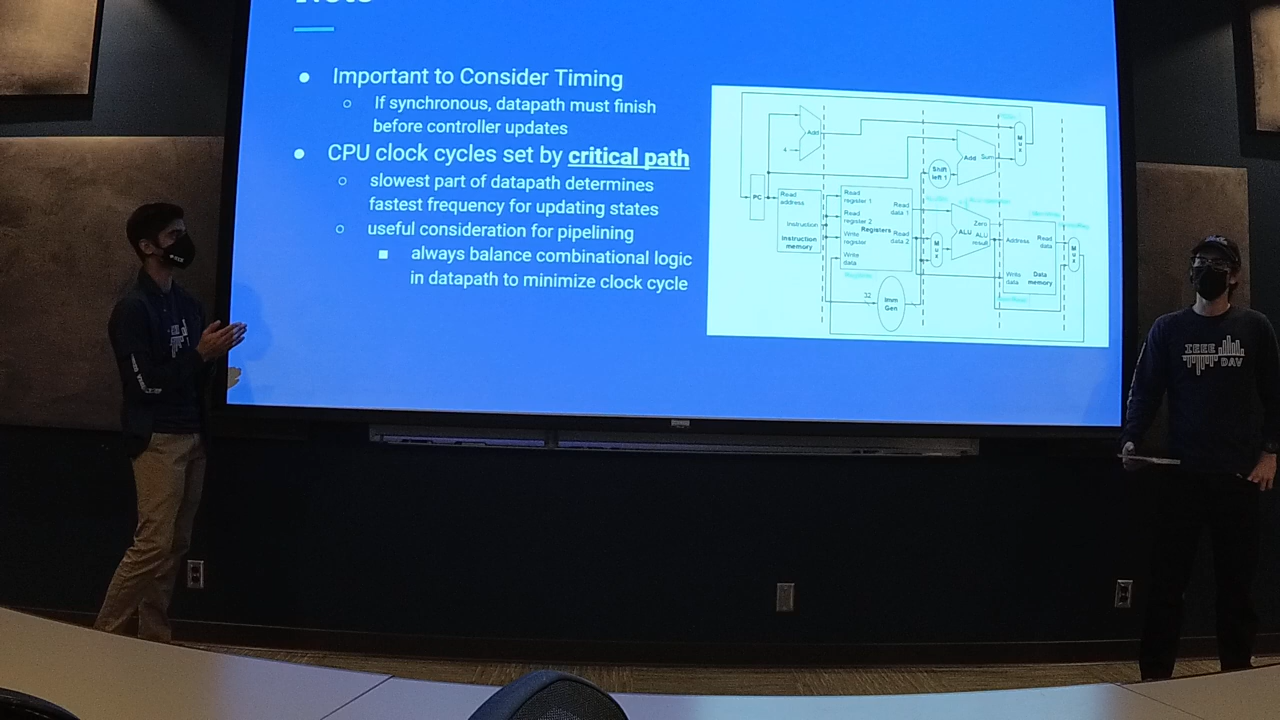 Note
Important to Consider Timing
If synchronous, datapath must finish
before controller updates
CPU clock cycles set by critical path
slowest part of datapath determines
fastest frequency for updating states
useful consideration for pipelining
always balance combinational logic
in datapath to minimize clock cycle
Add
4
PC
Read
address
Instruction
Instruction
memory
Read
register 1
Read
register 2
Write
register
Write
data
Registers
Read
data 1
Read
data 2
32
Imm
Gen
Shift
left 1
Add
Sum
M
u
x
M
u
x
ALU
Zero
ALU
result
Address
Read
data
Write
data
Data
memory
M
u
x
IEEE
DAV